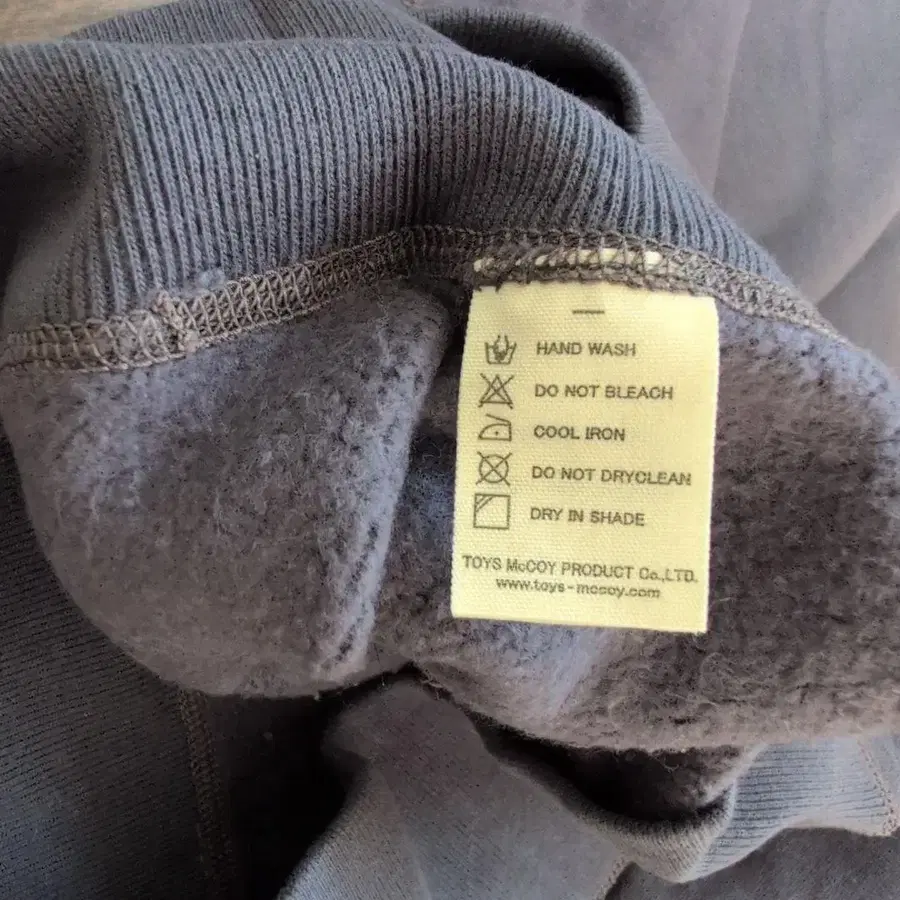 HAND WASH
DO NOT BLEACH
COOL IRON
DO NOT DRYCLEAN
DRY IN SHADE
TOYS McCOY PRODUCT Co.,LTD.
www.toys-mccoy.com